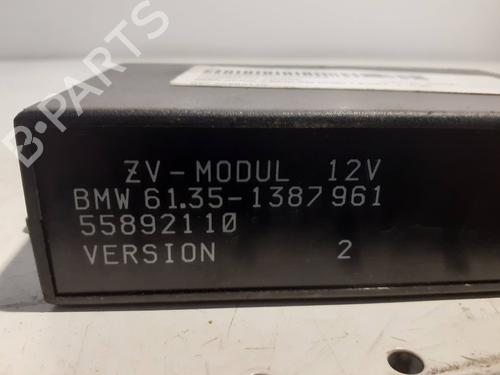 B-PARTS
ZV-MODUL 12V
BMW 61.35-1387961
55892110
VERSION 2